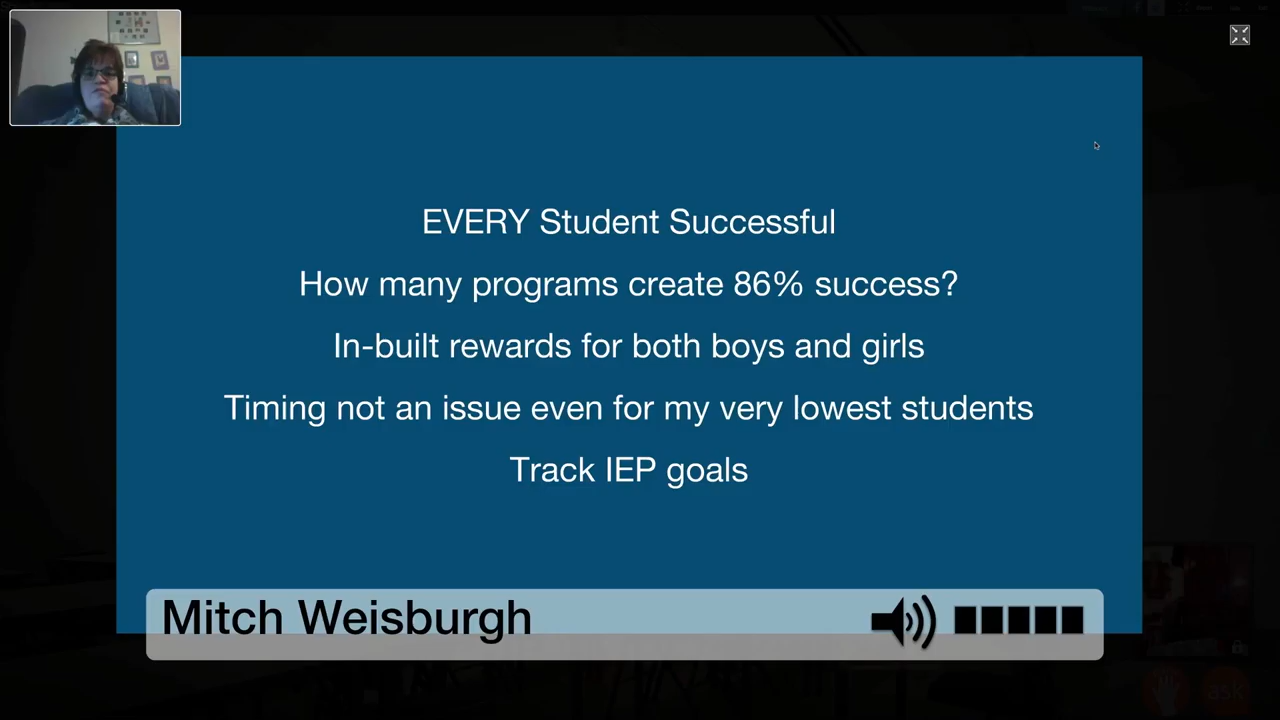 EVERY Student Successful
How many programs create 86% success?
In-built rewards for both boys and girls
Timing not an issue even for my very lowest students
Track IEP goals
Mitch Weisburgh
ask